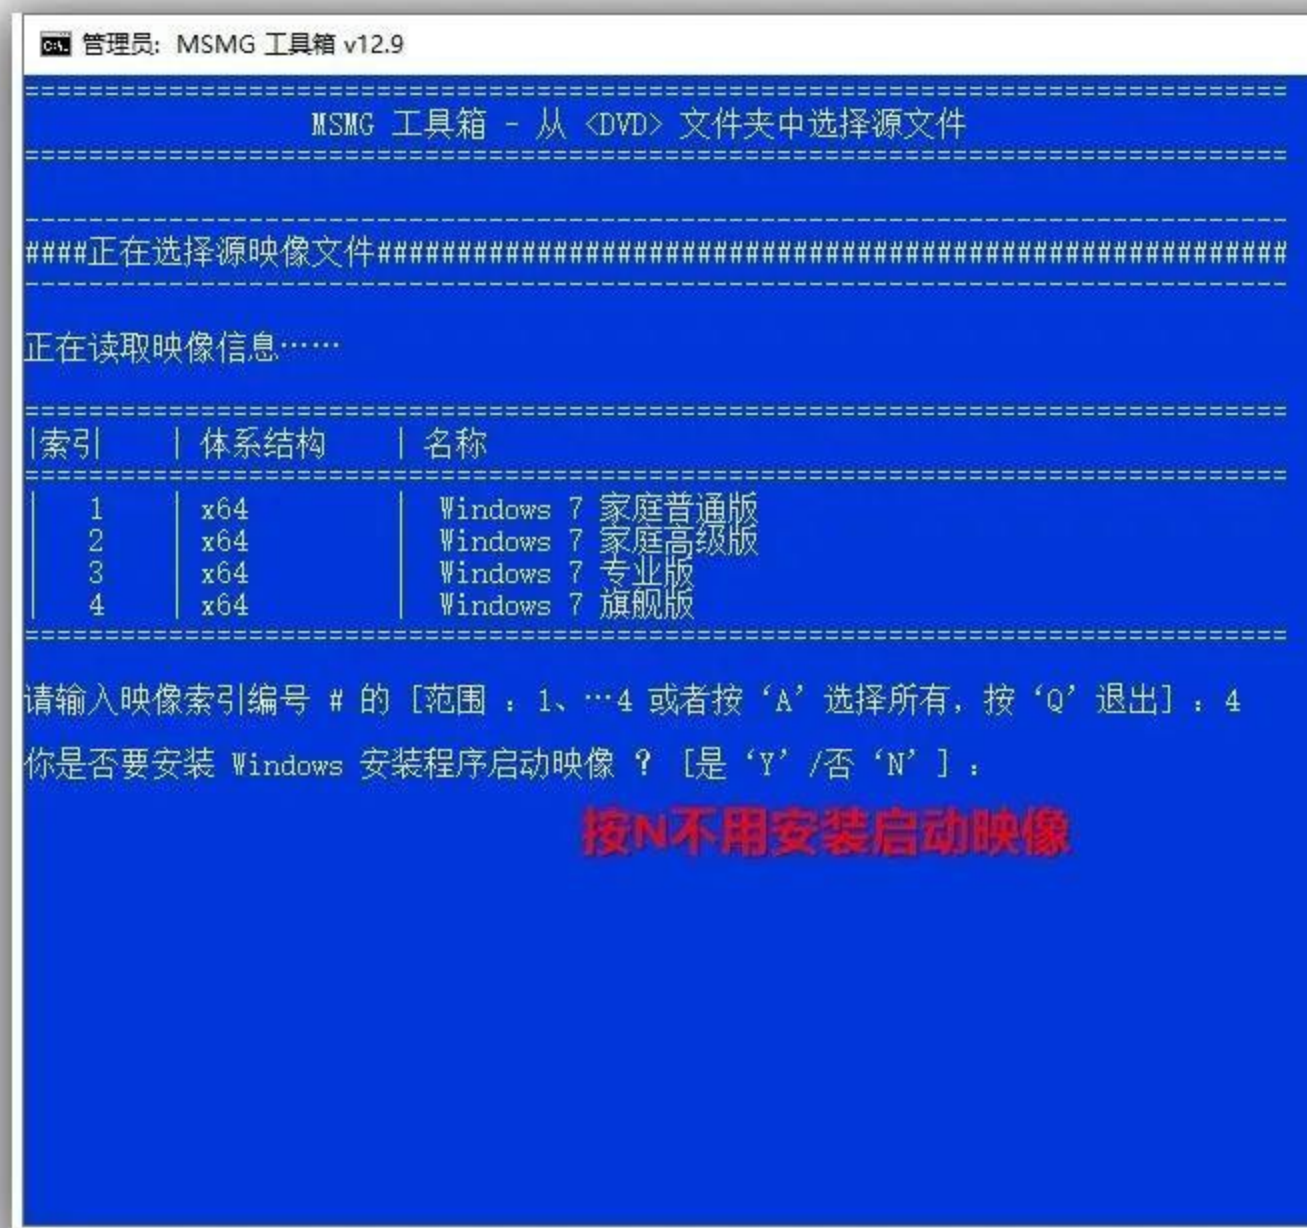 管理员: MSMG 工具箱 v12.9
===============================================================================
MSMG 工具箱 - 从 <DVD> 文件夹中选择源文件
===============================================================================
-------------------------------------------------------------------------------
####正在选择源映像文件#########################################################
-------------------------------------------------------------------------------
正在读取映像信息……
===============================================================================
|索引 | 体系结构 | 名称
===============================================================================
| 1 | x64 | Windows 7 家庭普通版
| 2 | x64 | Windows 7 家庭高级版
| 3 | x64 | Windows 7 专业版
| 4 | x64 | Windows 7 旗舰版
===============================================================================
请输入映像索引编号 # 的 [范围 : 1、…4 或者按 ‘A’ 选择所有, 按 ‘Q’ 退出] : 4
你是否要安装 Windows 安装程序启动映像 ? [是 ‘Y’ /否 ‘N’ ] :
按N不用安装启动映像